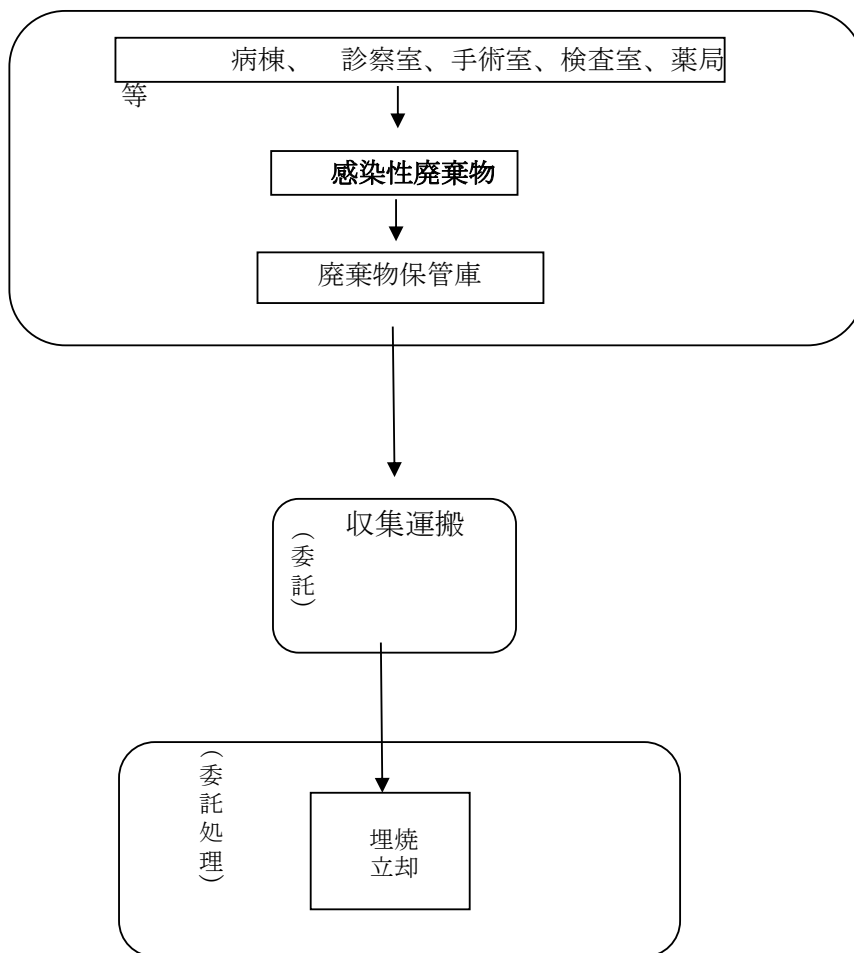 病棟、　診察室、手術室、検査室、薬局
等
感染性廃棄物
廃棄物保管庫
収集運搬
（委託）
（委託処理）
埋焼
立却